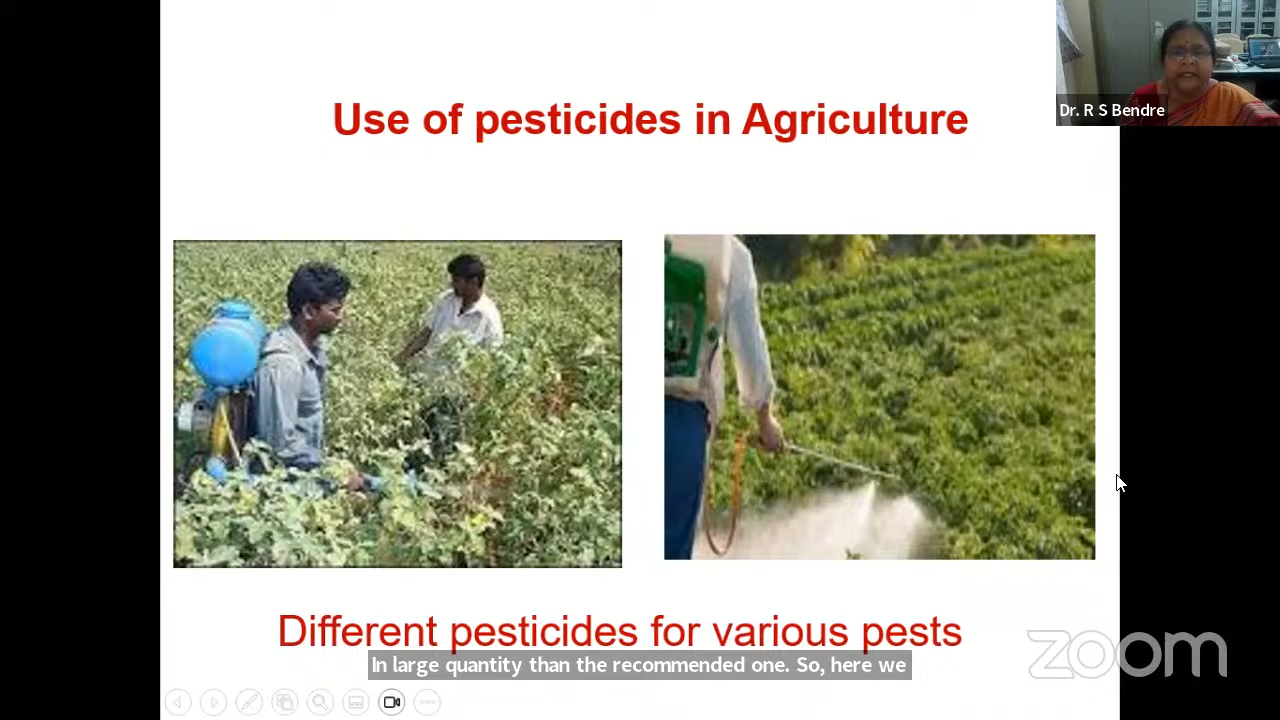 Use of pesticides in Agriculture
Dr. R S Bendre
Different pesticides for various pests
In large quantity than the recommended one. So, here we
zoom